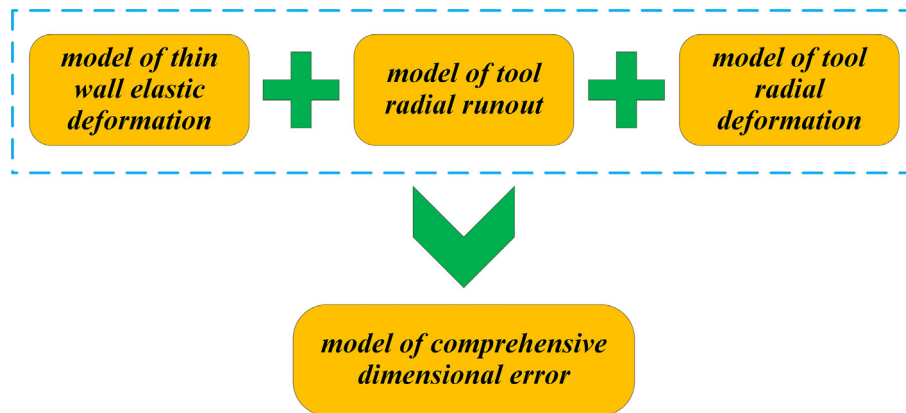 model of thin
wall elastic
deformation
model of tool
radial runout
model of tool
radial
deformation
model of comprehensive
dimensional error